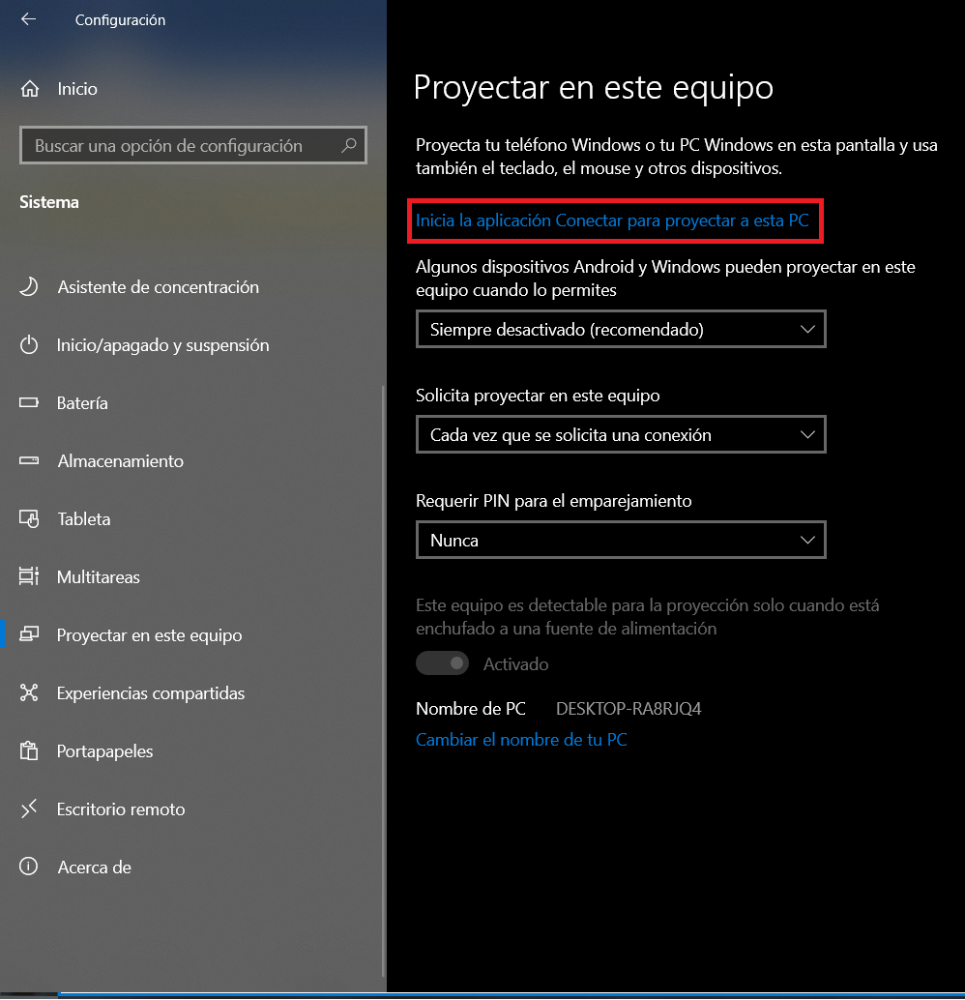 Configuración
Inicio
Buscar una opción de configuración
Sistema
Asistente de concentración
Inicio/apagado y suspensión
Batería
Almacenamiento
Tableta
Multitareas
Proyectar en este equipo
Experiencias compartidas
Portapapeles
Escritorio remoto
Acerca de
Proyectar en este equipo
Proyecta tu teléfono Windows o tu PC Windows en esta pantalla y usa
también el teclado, el mouse y otros dispositivos.
Inicia la aplicación Conectar para proyectar a esta PC
Algunos dispositivos Android y Windows pueden proyectar en este
equipo cuando lo permites
Siempre desactivado (recomendado)
Solicita proyectar en este equipo
Cada vez que se solicita una conexión
Requerir PIN para el emparejamiento
Nunca
Este equipo es detectable para la proyección solo cuando está
enchufado a una fuente de alimentación
Activado
Nombre de PC DESKTOP-RA8RJQ4
Cambiar el nombre de tu PC